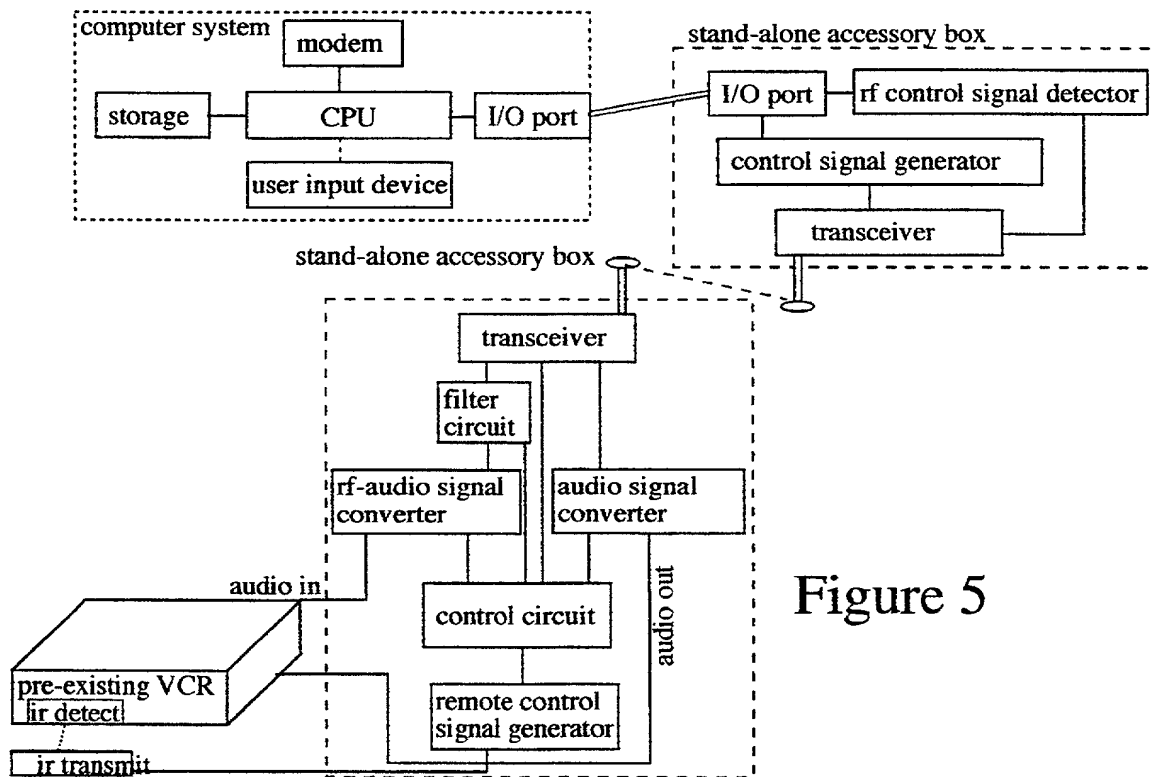 computer system
modem
storage
CPU
I/O port
user input device
stand-alone accessory box
I/O port
rf control signal detector
control signal generator
transceiver
stand-alone accessory box
transceiver
filter
circuit
rf-audio signal
converter
audio signal
converter
audio in
control circuit
audio out
remote control
signal generator
pre-existing VCR
ir detect
ir transmit
Figure 5